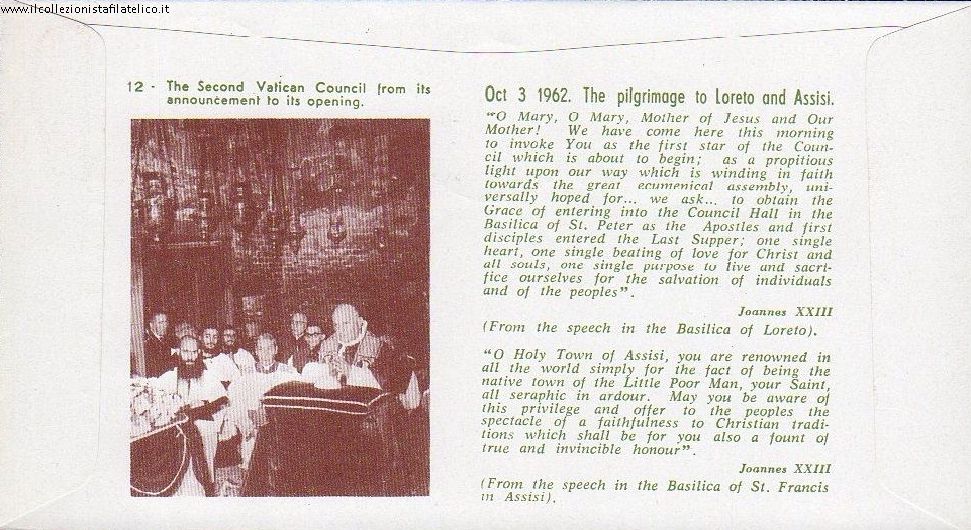 www.ilcollezionistafilatelico.it
12 - The Second Vatican Council from its
announcement to its opening.
Oct 3 1962. The pilgrimage to Loreto and Assisi.
"O Mary, O Mary, Mother of Jesus and Our
Mother! We have come here this morning
to invoke You as the first star of the Coun-
cil which is about to begin; as a propitious
light upon our way which is winding in faith
towards the great ecumenical assembly, uni-
versally hoped for... we ask... to obtain the
Grace of entering into the Council Hall in the
Basilica of St. Peter as the Apostles and first
disciples entered the Last Supper; one single
heart, one single beating of love for Christ and
all souls, one single purpose to live and sacri-
fice ourselves for the salvation of individuals
and of the peoples".
Joannes XXIII
(From the speech in the Basilica of Loreto).
"O Holy Town of Assisi, you are renowned in
all the world simply for the fact of being the
native town of the Little Poor Man, your Saint,
all seraphic in ardour. May you be aware of
this privilege and offer to the peoples the
spectacle of a faithfulness to Christian tradi-
tions which shall be for you also a fount of
true and invincible honour".
Joannes XXIII
(From the speech in the Basilica of St. Francis
in Assisi).